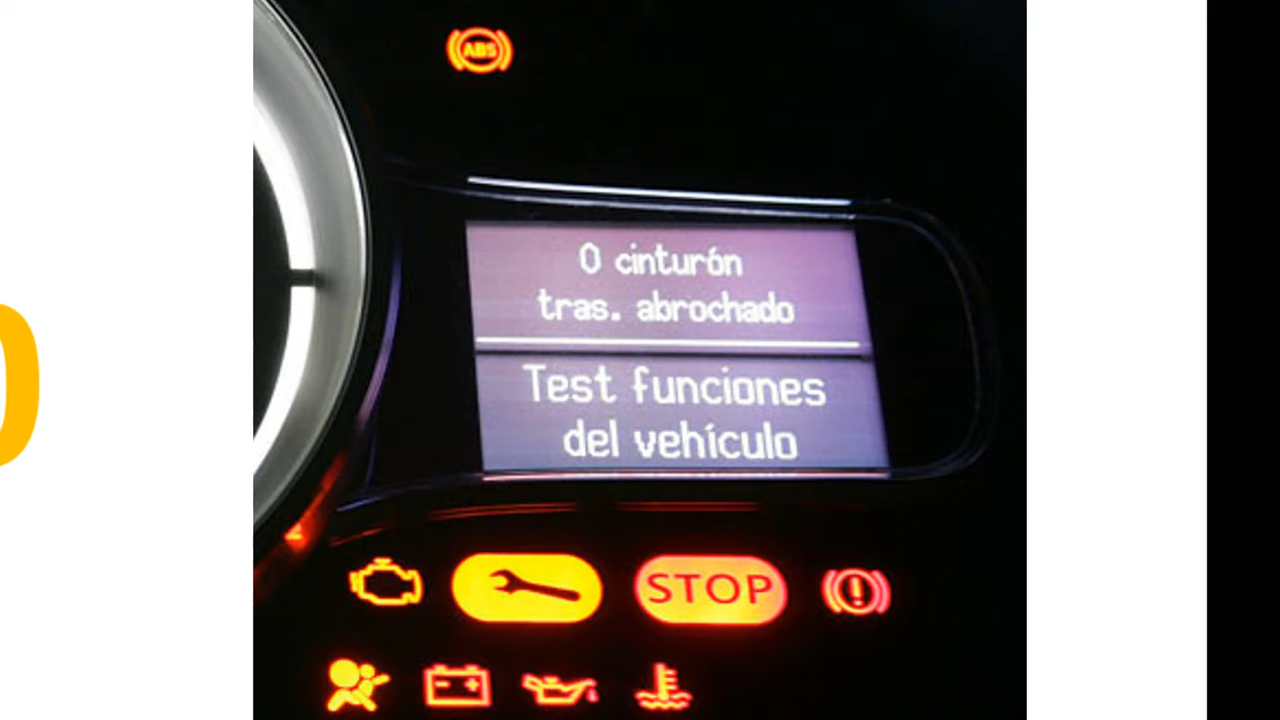 ABS
0 cinturón
tras. abrochado
Test funciones
del vehículo
STOP